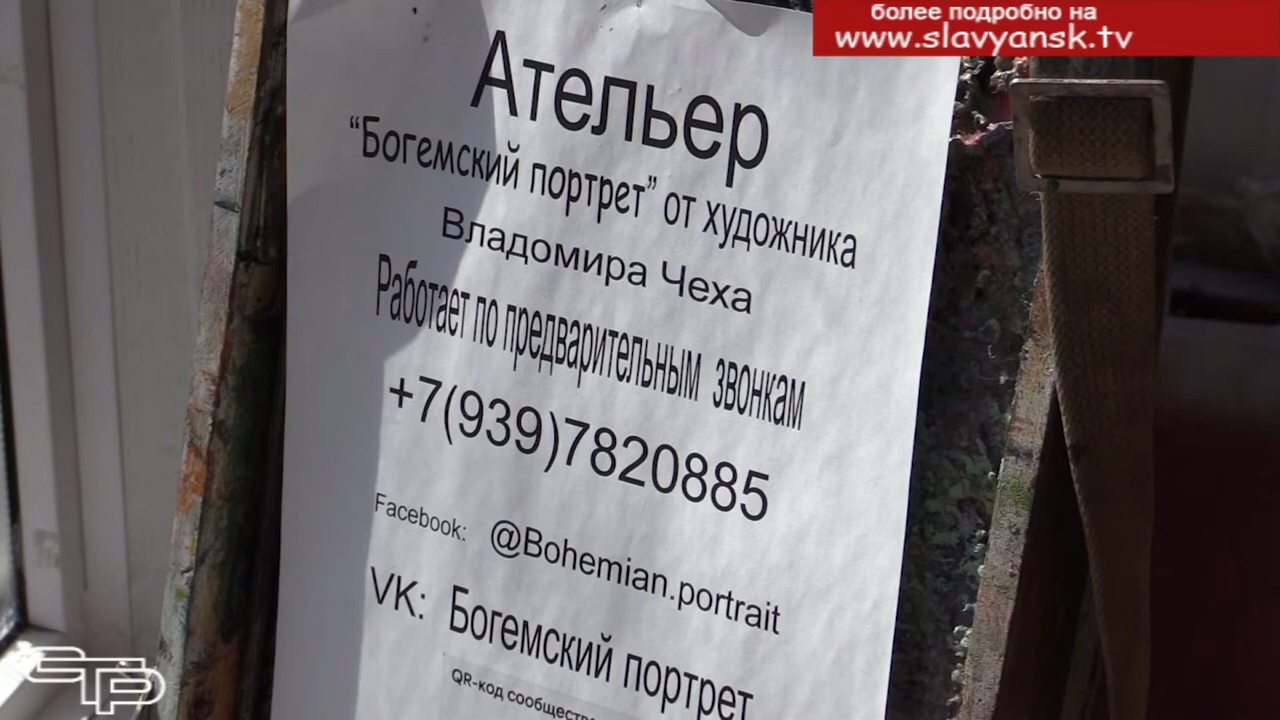 более подробно на
www.slavyansk.tv
Ательер
“Богемский портрет” от художника
Владомира Чеха
Работает по предварительным звонкам
+7(939)7820885
Facebook: @Bohemian.portrait
VK: Богемский портрет
QR-код
СТР